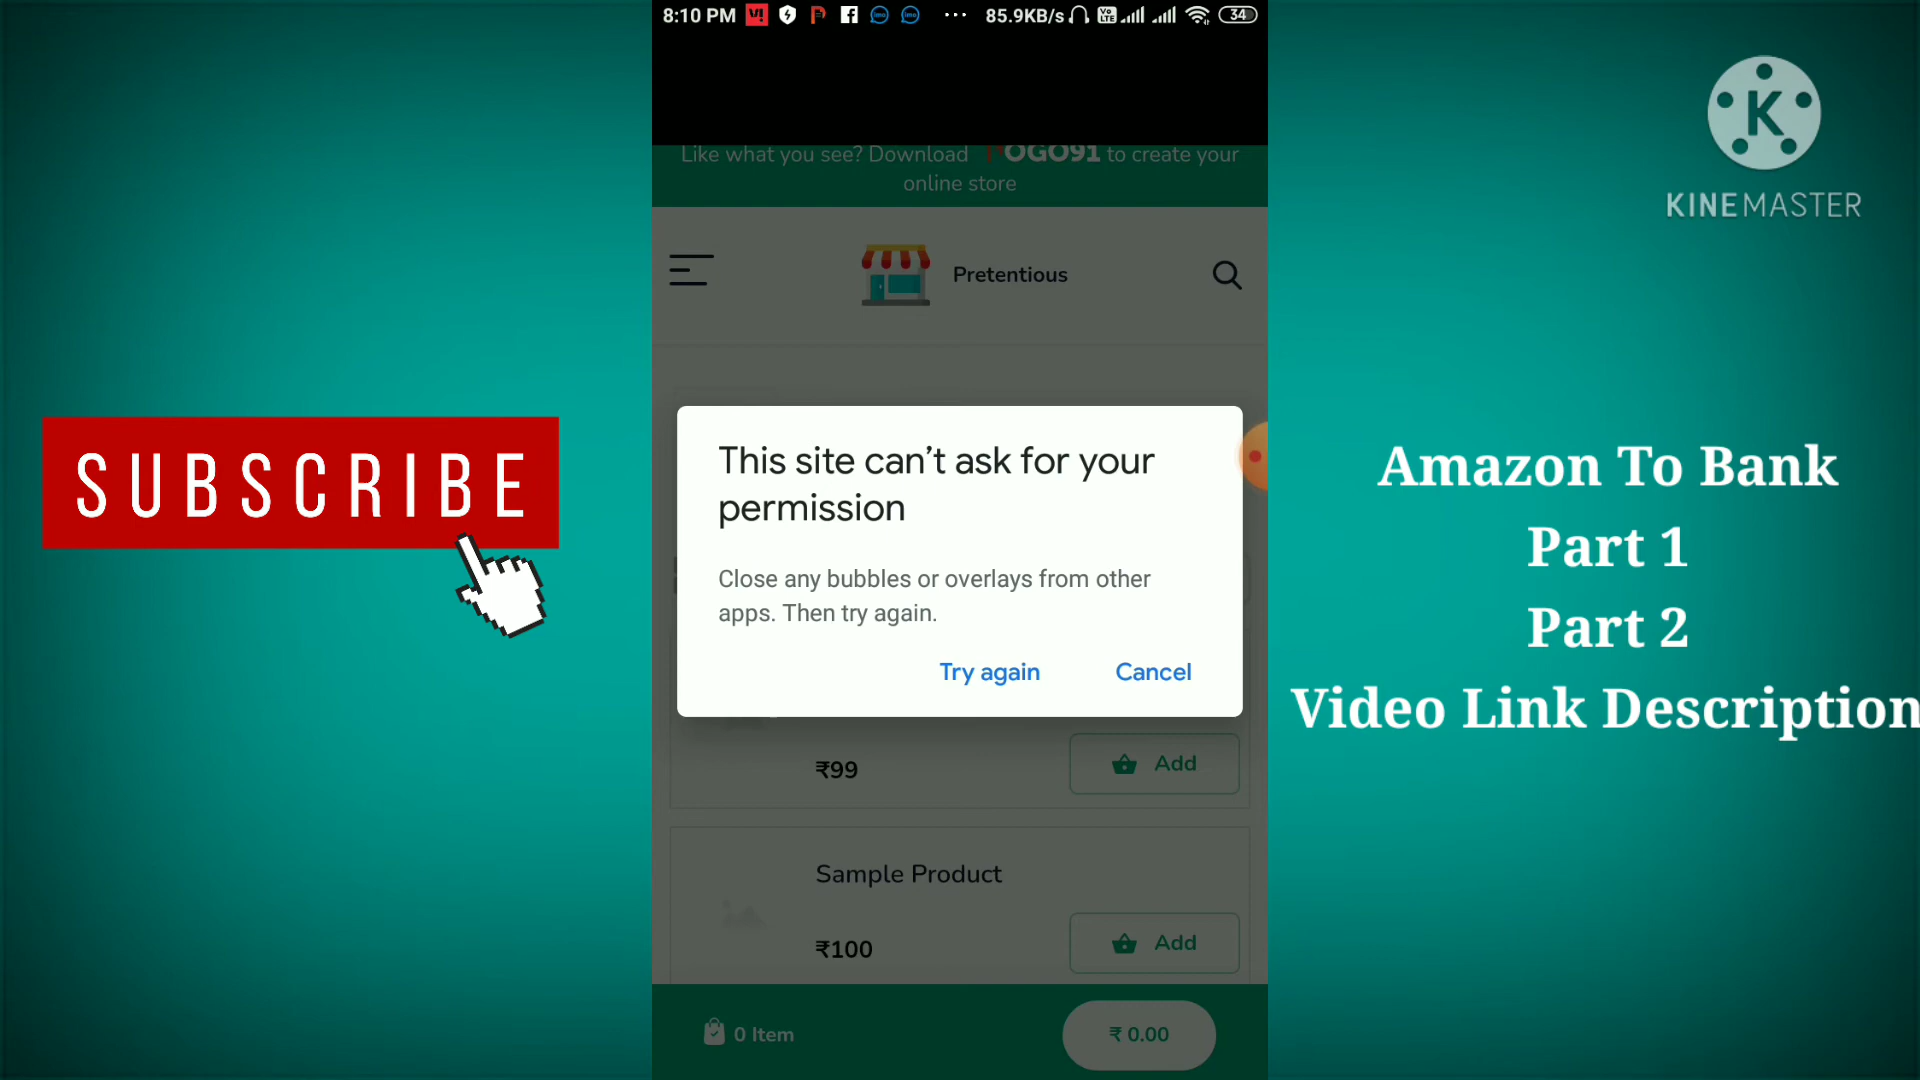 8:10 PM 85.9KB/s Vo LTE 34
Like what you see? Download POGO91 to create your
online store
Pretentious
K
KINEMASTER
SUBSCRIBE
This site can’t ask for your
permission
Close any bubbles or overlays from other
apps. Then try again.
Try again Cancel
₹99 Add
Sample Product
₹100 Add
0 Item ₹ 0.00
Amazon To Bank
Part 1
Part 2
Video Link Description